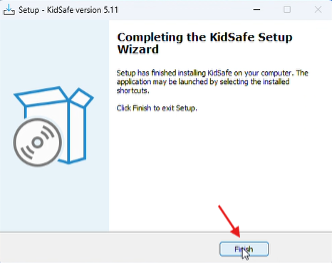 Setup - KidSafe version 5.11
Completing the KidSafe Setup
Wizard
Setup has finished installing KidSafe on your computer. The
application may be launched by selecting the installed
shortcuts.
Click Finish to exit Setup.
Finish